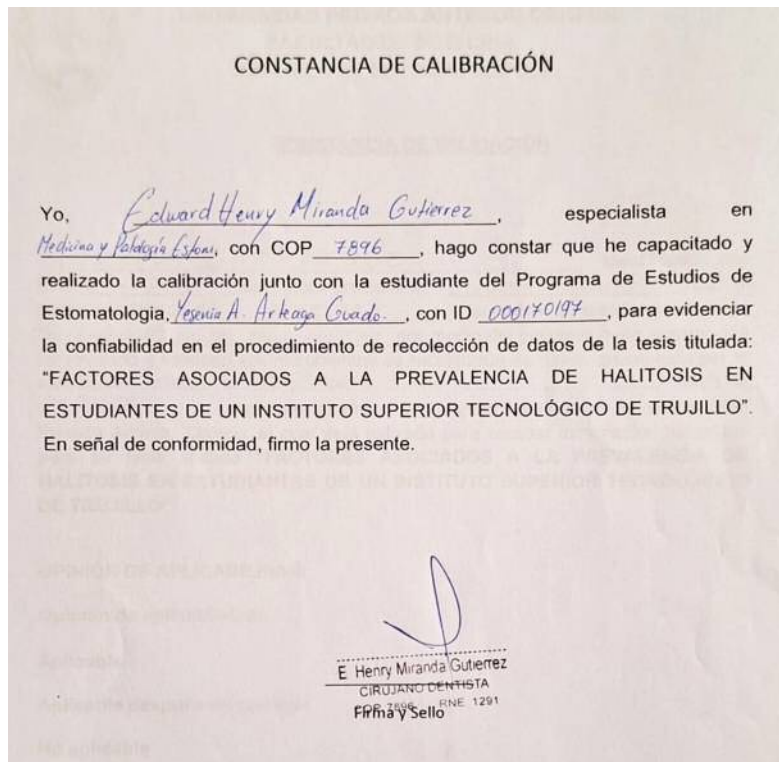 CONSTANCIA DE CALIBRACIÓN
Yo, Edward Henry Miranda Gutierrez, especialista en
Medicina y Patología Estom, con COP 7896, hago constar que he capacitado y
realizado la calibración junto con la estudiante del Programa de Estudios de
Estomatologia, Yesenia A. Arteaga Guado., con ID 000170197, para evidenciar
la confiabilidad en el procedimiento de recolección de datos de la tesis titulada:
"FACTORES ASOCIADOS A LA PREVALENCIA DE HALITOSIS EN
ESTUDIANTES DE UN INSTITUTO SUPERIOR TECNOLÓGICO DE TRUJILLO".
En señal de conformidad, firmo la presente.
E Henry Miranda Gutierrez
CIRUJANO DENTISTA
COP 7896 RNE 1291
Firma y Sello